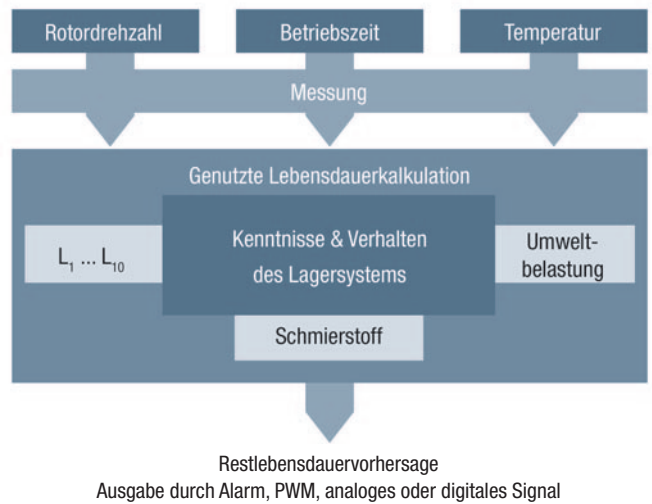 Rotordrehzahl
Betriebszeit
Temperatur
Messung
Genutzte Lebensdauerkalkulation
L1 ... L10
Kenntnisse & Verhalten
des Lagersystems
Umwelt-
belastung
Schmierstoff
Restlebensdauervorhersage
Ausgabe durch Alarm, PWM, analoges oder digitales Signal